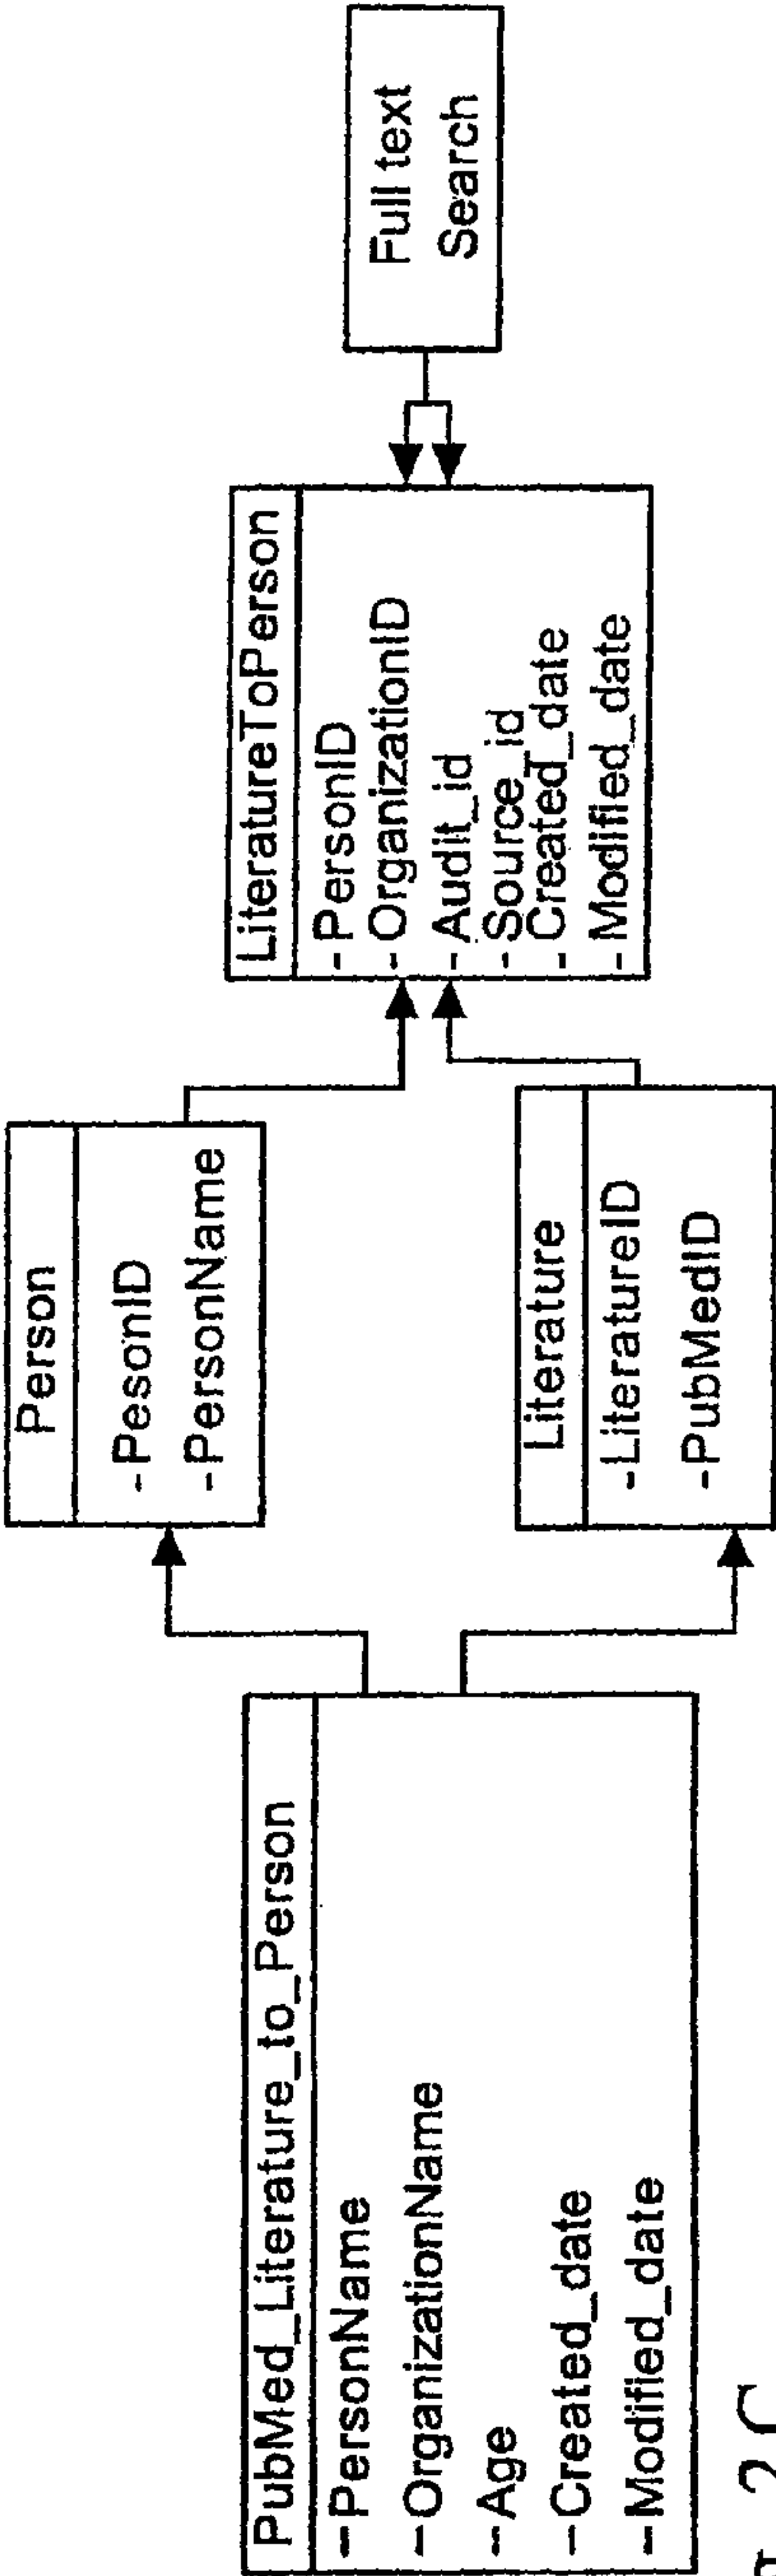 PubMed_Literature_to_Person
-PersonName
-OrganizationName
-Age
-Created_date
-Modified_date
Person
-PesonID
-PersonName
Literature
-LiteratureID
-PubMedID
LiteratureToPerson
-PersonID
-OrganizationID
-Audit_id
-Source_id
-Created_date
-Modified_date
Full text
Search
2C